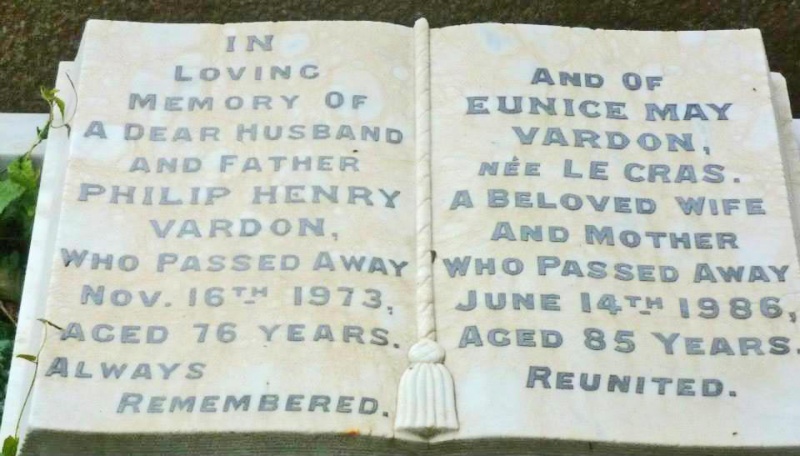 IN
LOVING
MEMORY OF
A DEAR HUSBAND
AND FATHER
PHILIP HENRY
VARDON,
WHO PASSED AWAY
NOV. 16TH 1973,
AGED 76 YEARS.
ALWAYS
REMEMBERED.
AND OF
EUNICE MAY
VARDON,
NÉE LE CRAS.
A BELOVED WIFE
AND MOTHER
WHO PASSED AWAY
JUNE 14TH 1986,
AGED 85 YEARS.
REUNITED.